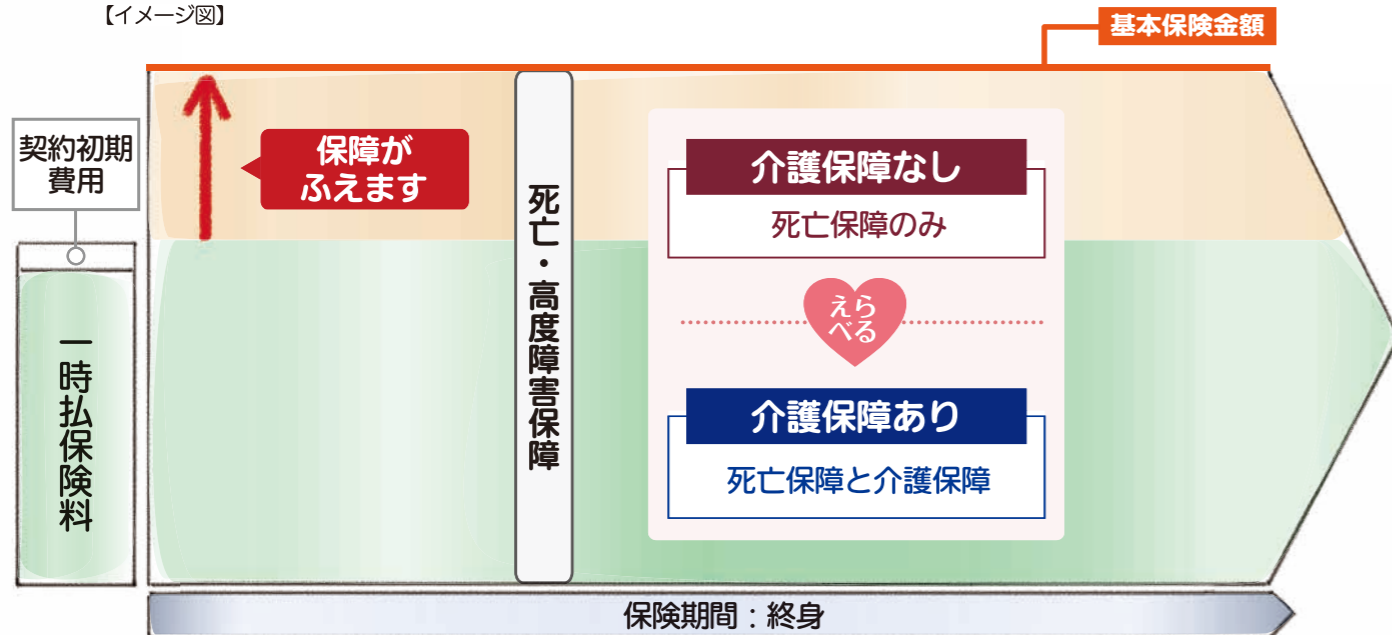 【イメージ図】
基本保険金額
契約初期
費用
保障が
ふえます
一時払保険料
死亡・高度障害保障
介護保障なし
死亡保障のみ
えら
べる
介護保障あり
死亡保障と介護保障
保険期間：終身